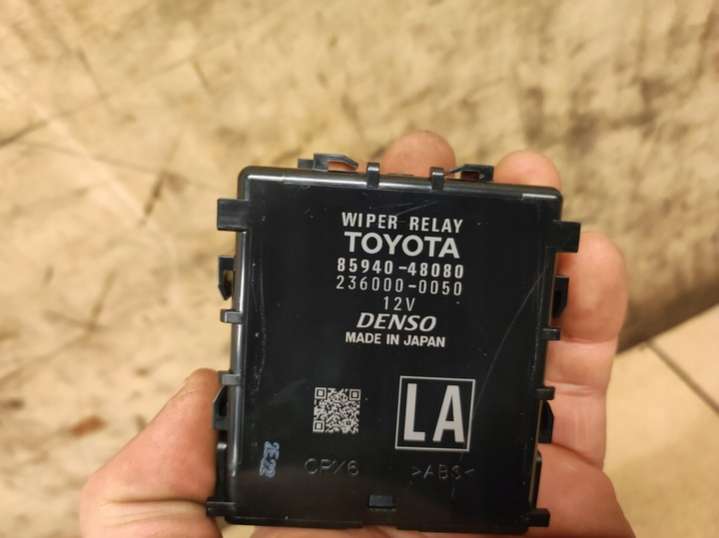 WIPER RELAY
TOYOTA
85940-48080
236000-0050
12V
DENSO
MADE IN JAPAN
LA
>ABS<